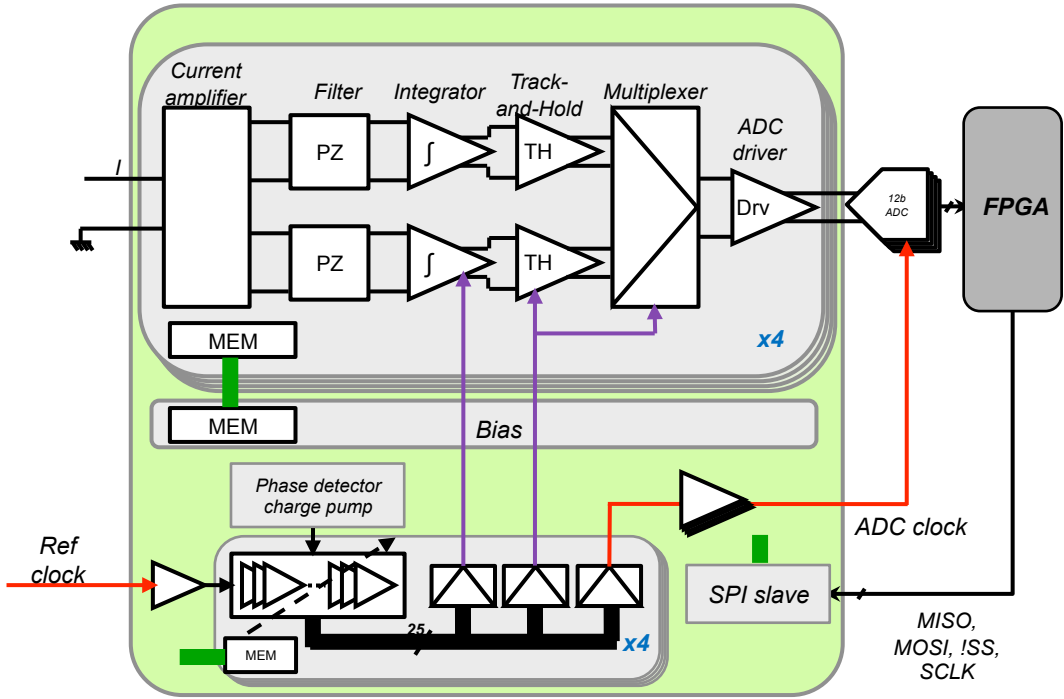 Current
amplifier
Filter
Integrator
Track-
and-Hold
Multiplexer
ADC
driver
I
PZ
∫
TH
Drv
12b
ADC
FPGA
PZ
∫
TH
MEM
x4
MEM
Bias
Phase detector
charge pump
Ref
clock
ADC clock
25
MEM
x4
SPI slave
MISO,
MOSI, !SS,
SCLK